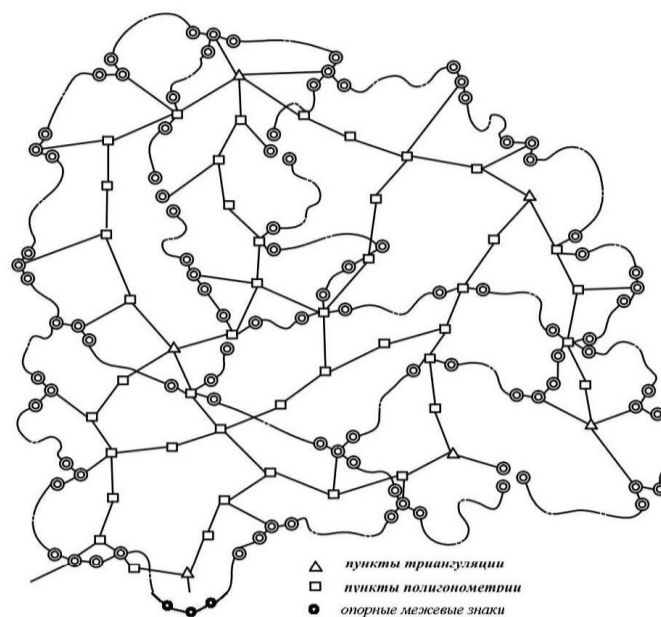 пункты триангуляции
пункты полигонометрии
опорные межевые знаки